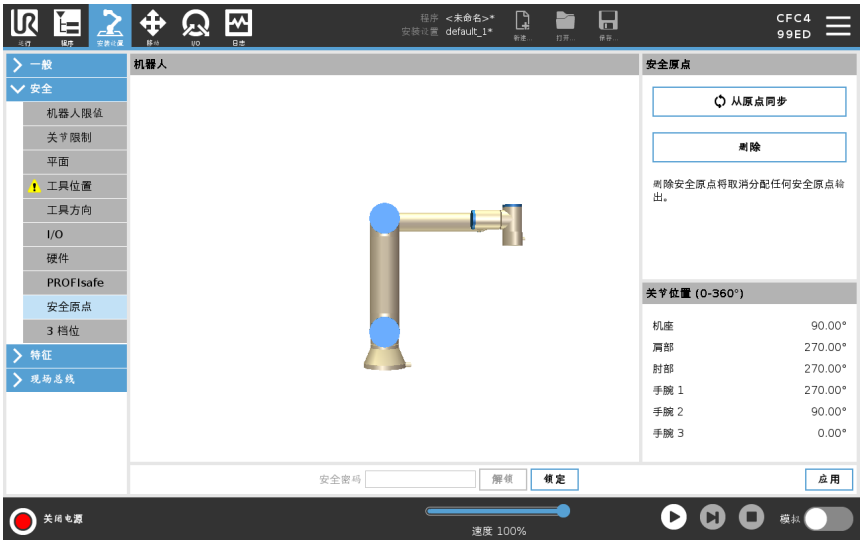 UR
运行
程序
安装设置
移动
I/O
日志
程序 <未命名>*
安装设置 default_1*
新建...
打开...
保存...
CFC4
99ED
一般
安全
机器人限值
关节限制
平面
工具位置
工具方向
I/O
硬件
PROFIsafe
安全原点
3 档位
特征
现场总线
机器人
安全原点
从原点同步
删除
删除安全原点将取消分配任何安全原点输
出。
关节位置 (0-360°)
机座 90.00°
肩部 270.00°
肘部 270.00°
手腕 1 270.00°
手腕 2 90.00°
手腕 3 0.00°
安全密码
解锁
锁定
应用
关闭电源
速度 100%
模拟